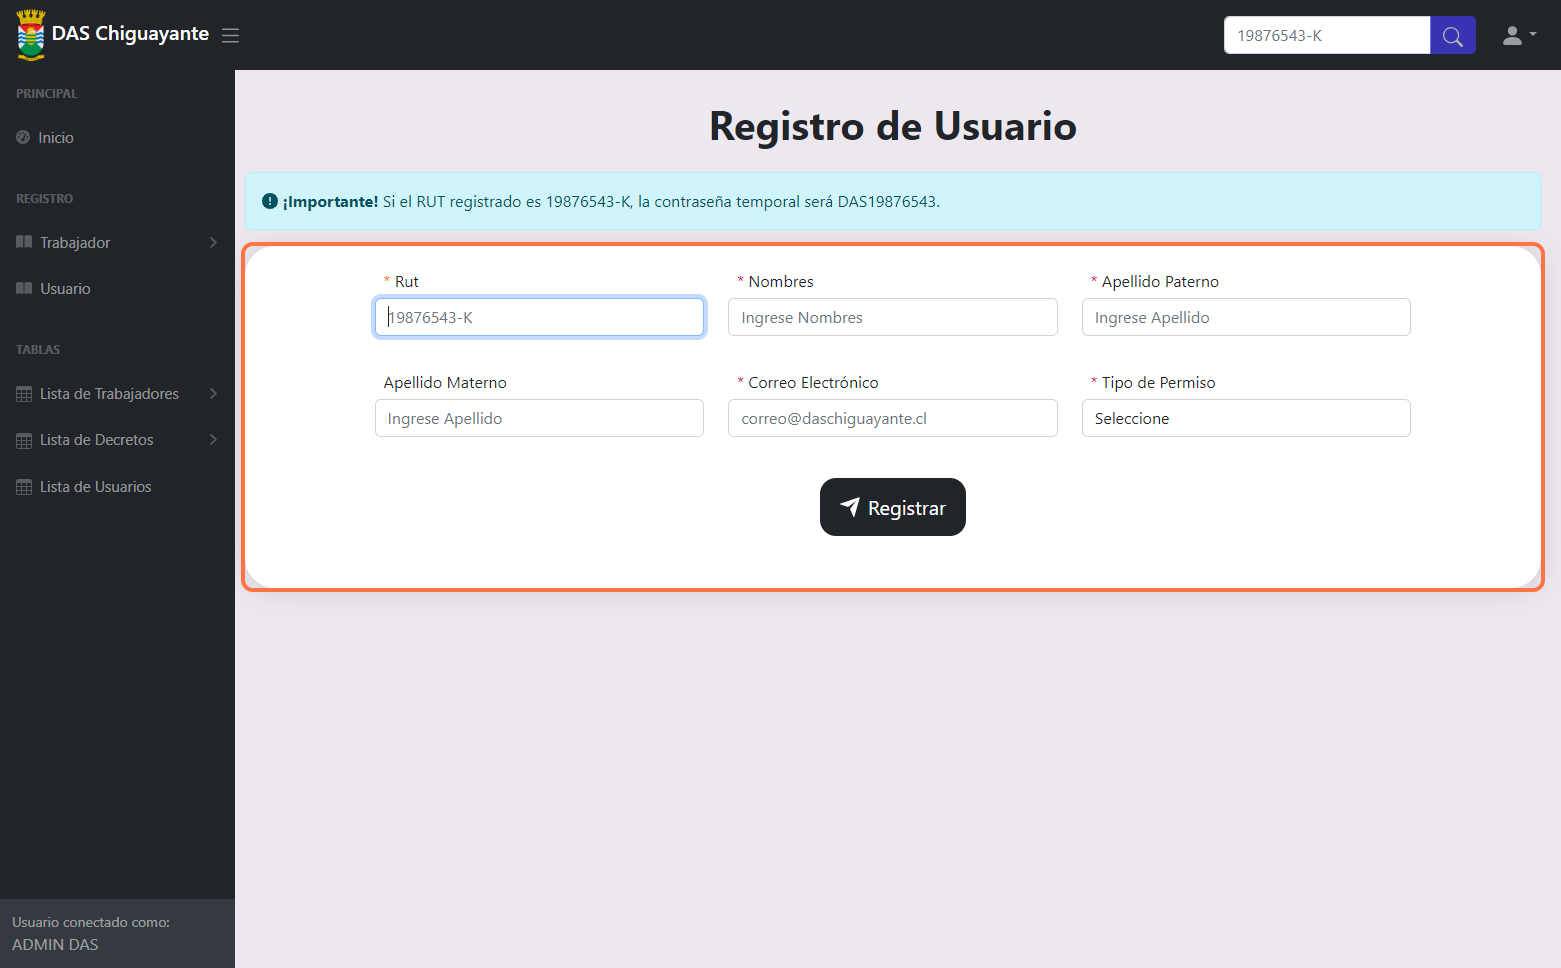 DAS Chiguayante
19876543-K
PRINCIPAL
Inicio
REGISTRO
Trabajador
Usuario
TABLAS
Lista de Trabajadores
Lista de Decretos
Lista de Usuarios
Usuario conectado como:
ADMIN DAS
Registro de Usuario
¡Importante! Si el RUT registrado es 19876543-K, la contraseña temporal será DAS19876543.
* Rut
19876543-K
* Nombres
Ingrese Nombres
* Apellido Paterno
Ingrese Apellido
Apellido Materno
Ingrese Apellido
* Correo Electrónico
correo@daschiguayante.cl
* Tipo de Permiso
Seleccione
Registrar